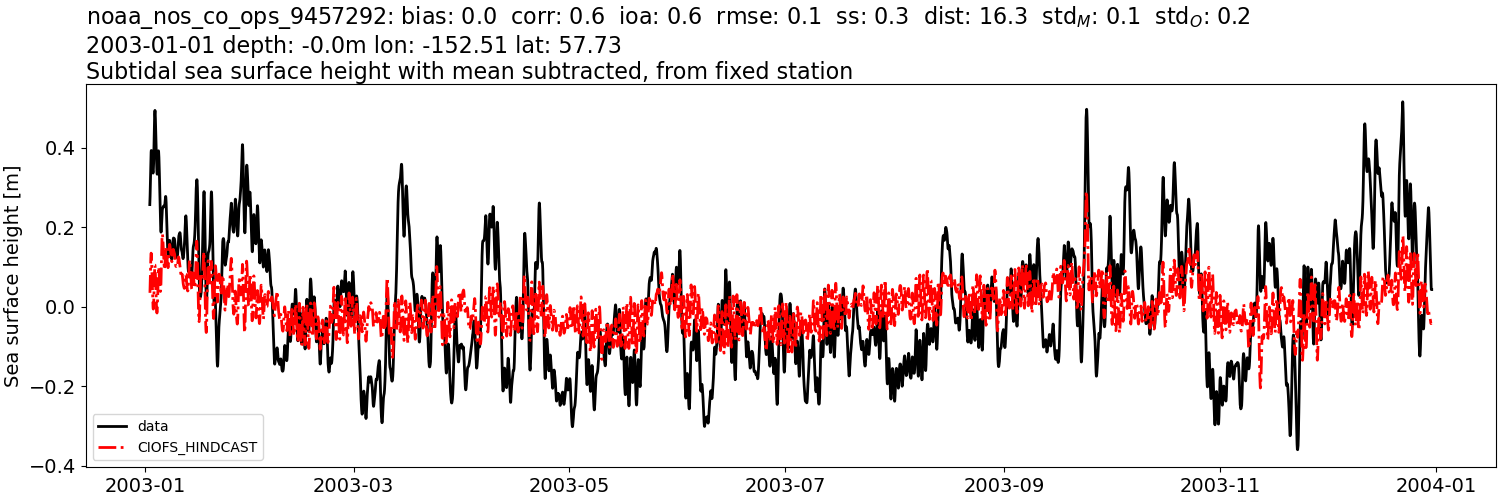 noaa_nos_co_ops_9457292: bias: 0.0  corr: 0.6  ioa: 0.6  rmse: 0.1  ss: 0.3  dist: 16.3  std$_M$: 0.1  std$_O$: 0.2
2003-01-01 depth: -0.0m lon: -152.51 lat: 57.73
Subtidal sea surface height with mean subtracted, from fixed station
Sea surface height [m]
0.4
0.2
0.0
−0.2
−0.4
data
CIOFS_HINDCAST
2003-01 2003-03 2003-05 2003-07 2003-09 2003-11 2004-01